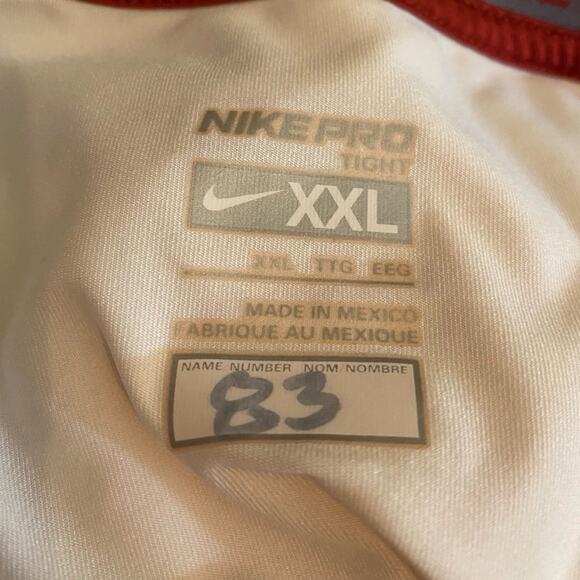 NIKE PRO
TIGHT
XXL
XXL TTG EEG
MADE IN MEXICO
FABRIQUE AU MEXIQUE
NAME/NUMBER NOM/NOMBRE
83